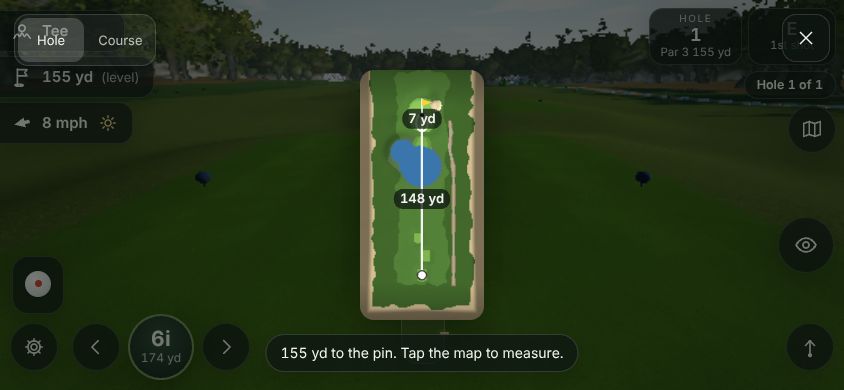 Tee
Hole
Course
155 yd (level)
8 mph
HOLE
1
Par 3 155 yd
E
Hole 1 of 1
7 yd
148 yd
6i
174 yd
155 yd to the pin. Tap the map to measure.